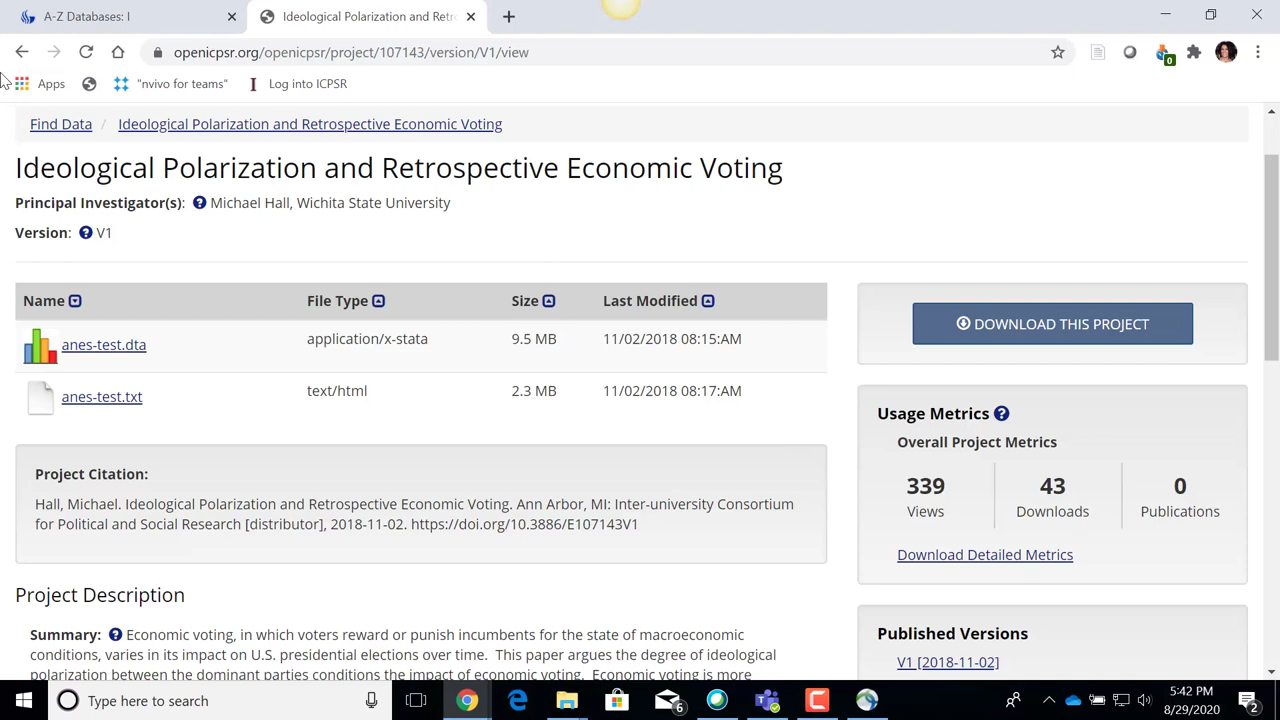 A-Z Databases: I
Ideological Polarization and Retr
openicpsr.org/openicpsr/project/107143/version/V1/view
0
Apps
"nvivo for teams"
Log into ICPSR
Find Data / Ideological Polarization and Retrospective Economic Voting
Ideological Polarization and Retrospective Economic Voting
Principal Investigator(s): ? Michael Hall, Wichita State University
Version: ? V1
Name File Type Size Last Modified
anes-test.dta application/x-stata 9.5 MB 11/02/2018 08:15:AM
anes-test.txt text/html 2.3 MB 11/02/2018 08:17:AM
Project Citation:
Hall, Michael. Ideological Polarization and Retrospective Economic Voting. Ann Arbor, MI: Inter-university Consortium
for Political and Social Research [distributor], 2018-11-02. https://doi.org/10.3886/E107143V1
Project Description
Summary: ? Economic voting, in which voters reward or punish incumbents for the state of macroeconomic
conditions, varies in its impact on U.S. presidential elections over time. This paper argues the degree of ideological
polarization between the dominant parties conditions the impact of economic voting. Economic voting is more
DOWNLOAD THIS PROJECT
Usage Metrics ?
Overall Project Metrics
339 43 0
Views Downloads Publications
Download Detailed Metrics
Published Versions
V1 [2018-11-02]
Type here to search
6
5:42 PM
8/29/2020
2